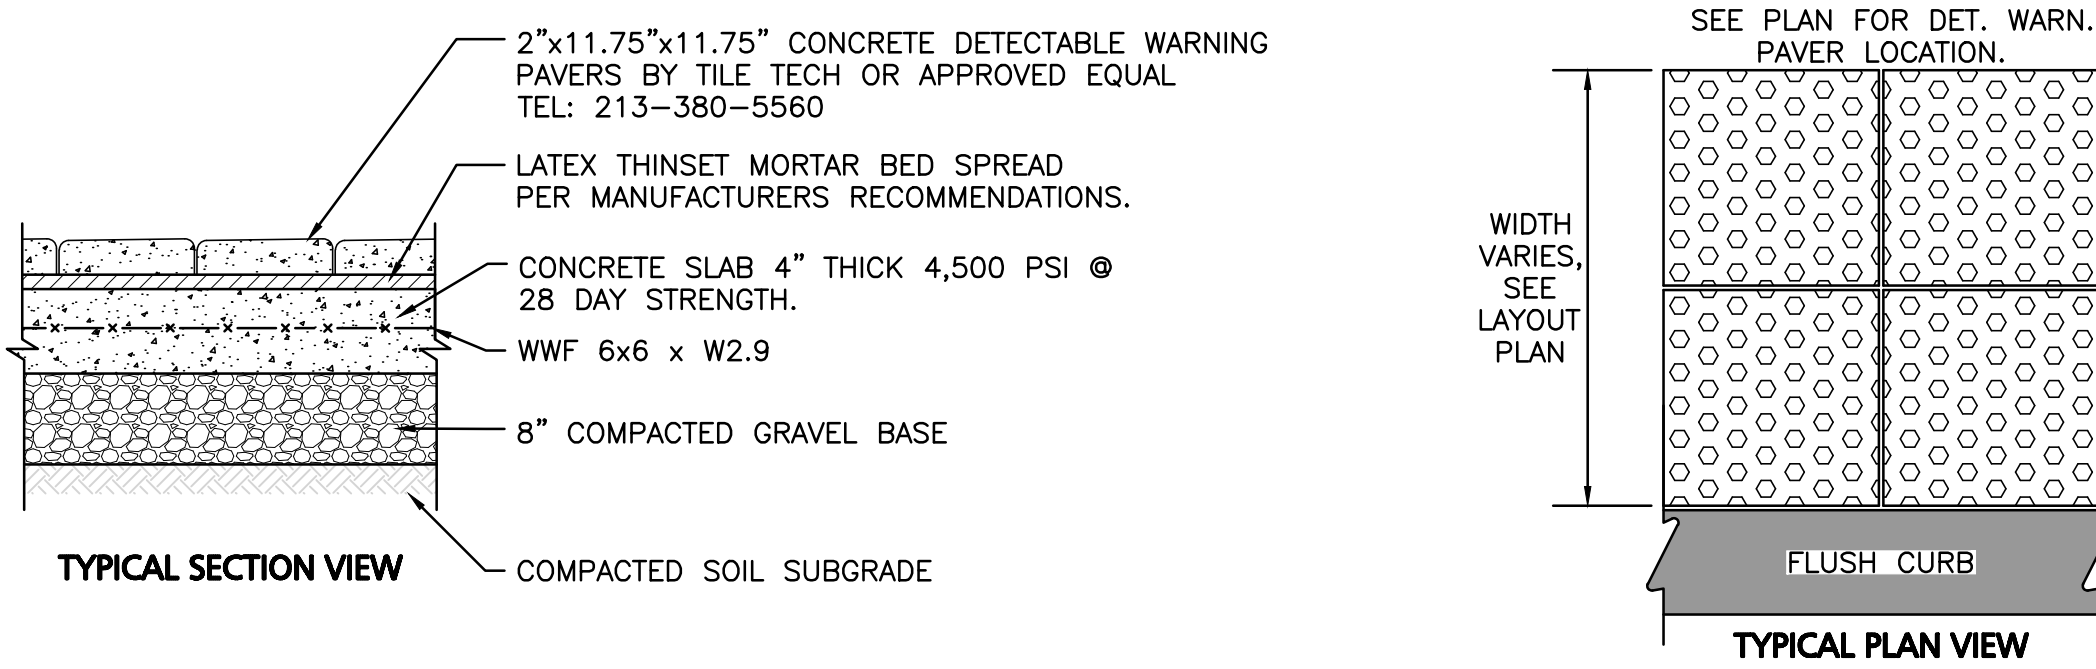 2”x11.75”x11.75” CONCRETE DETECTABLE WARNING
PAVERS BY TILE TECH OR APPROVED EQUAL
TEL: 213–380–5560
LATEX THINSET MORTAR BED SPREAD
PER MANUFACTURERS RECOMMENDATIONS.
CONCRETE SLAB 4” THICK 4,500 PSI @
28 DAY STRENGTH.
WWF 6x6 x W2.9
8” COMPACTED GRAVEL BASE
COMPACTED SOIL SUBGRADE
TYPICAL SECTION VIEW
SEE PLAN FOR DET. WARN.
PAVER LOCATION.
WIDTH
VARIES,
SEE
LAYOUT
PLAN
FLUSH CURB
TYPICAL PLAN VIEW